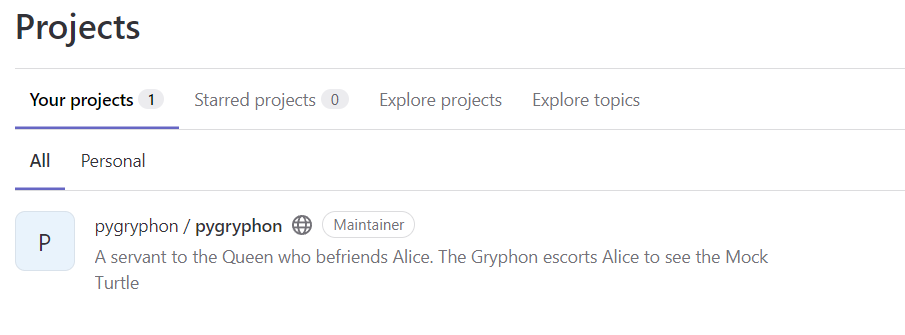 Projects
Your projects 1 Starred projects 0 Explore projects Explore topics
All Personal
P
pygryphon / pygryphon Maintainer
A servant to the Queen who befriends Alice. The Gryphon escorts Alice to see the Mock
Turtle